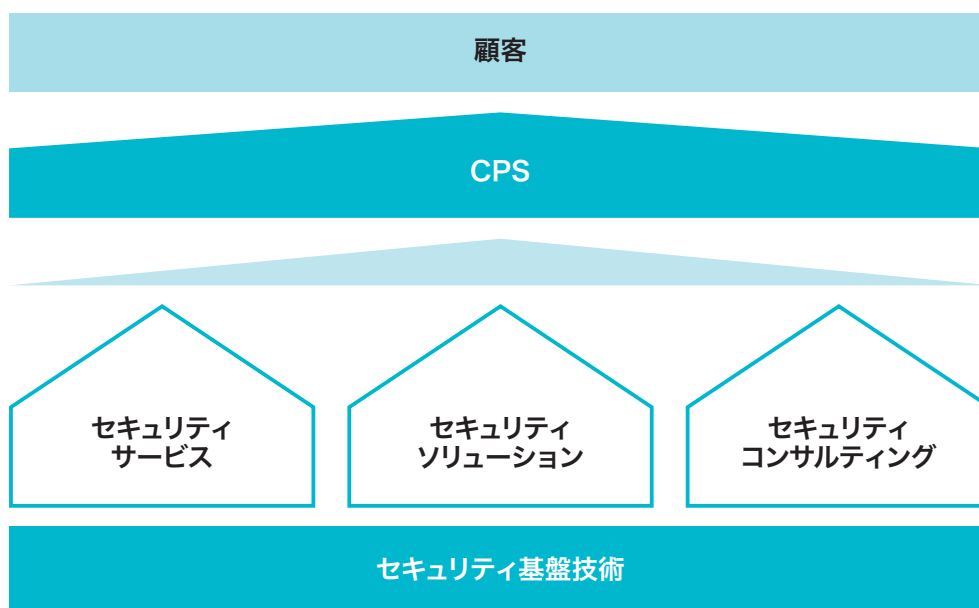 顧客
CPS
セキュリティ
サービス
セキュリティ
ソリューション
セキュリティ
コンサルティング
セキュリティ基盤技術